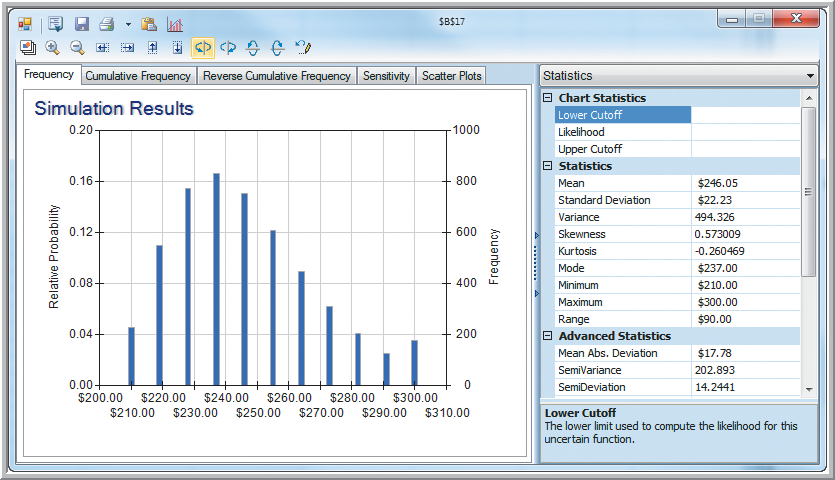 $B$17
Frequency Cumulative Frequency Reverse Cumulative Frequency Sensitivity Scatter Plots
Simulation Results
Relative Probability
0.20
0.16
0.12
0.08
0.04
0.00
1000
800
600
400
200
0
Frequency
$200.00 $220.00 $240.00 $260.00 $280.00 $300.00
$210.00 $230.00 $250.00 $270.00 $290.00 $310.00
Statistics
Chart Statistics
Lower Cutoff
Likelihood
Upper Cutoff
Statistics
Mean $246.05
Standard Deviation $22.23
Variance 494.326
Skewness 0.573009
Kurtosis -0.260469
Mode $237.00
Minimum $210.00
Maximum $300.00
Range $90.00
Advanced Statistics
Mean Abs. Deviation $17.78
SemiVariance 202.893
SemiDeviation 14.2441
Lower Cutoff
The lower limit used to compute the likelihood for this
uncertain function.